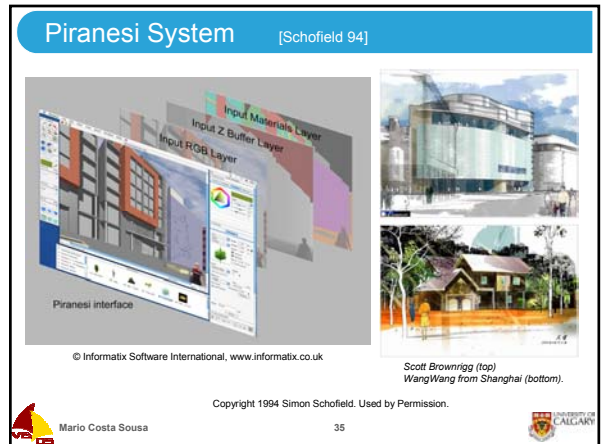 Piranesi System [Schofield 94]
Input Materials Layer
Input Z Buffer Layer
Input RGB Layer
Piranesi interface
© Informatix Software International, www.informatix.co.uk
Scott Brownrigg (top)
WangWang from Shanghai (bottom).
Copyright 1994 Simon Schofield. Used by Permission.
Mario Costa Sousa
35
UNIVERSITY OF
CALGARY